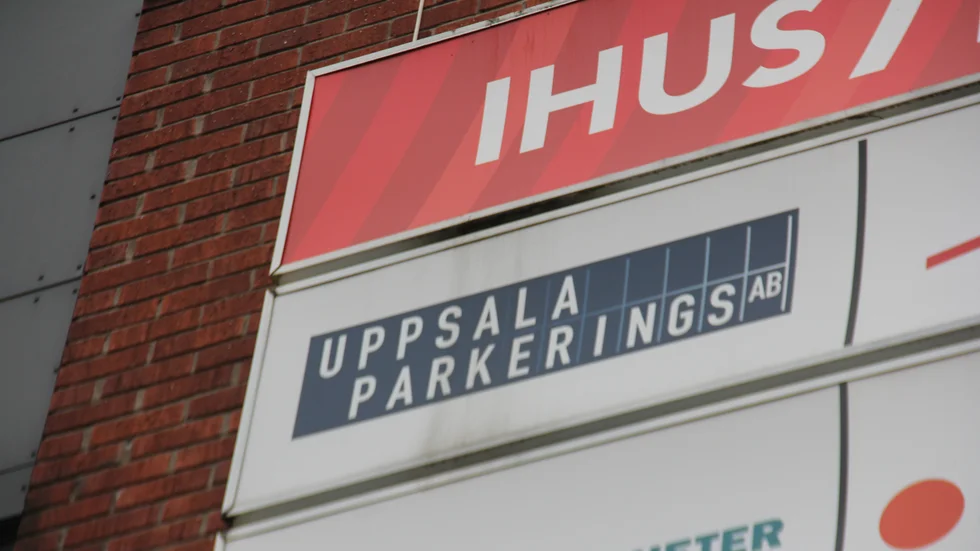 IHUS
UPPSALA
PARKERINGS AB